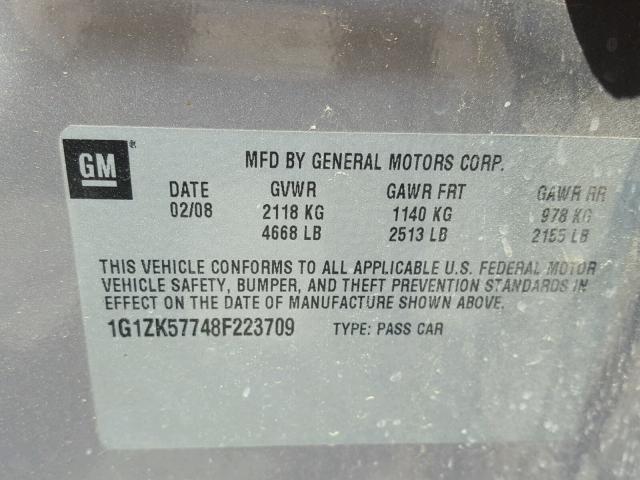 GM
MFD BY GENERAL MOTORS CORP.
DATE GVWR GAWR FRT GAWR RR
02/08 2118 KG 1140 KG 978 KG
4668 LB 2513 LB 2155 LB
THIS VEHICLE CONFORMS TO ALL APPLICABLE U.S. FEDERAL MOTOR
VEHICLE SAFETY, BUMPER, AND THEFT PREVENTION STANDARDS IN
EFFECT ON THE DATE OF MANUFACTURE SHOWN ABOVE.
1G1ZK57748F223709 TYPE: PASS CAR